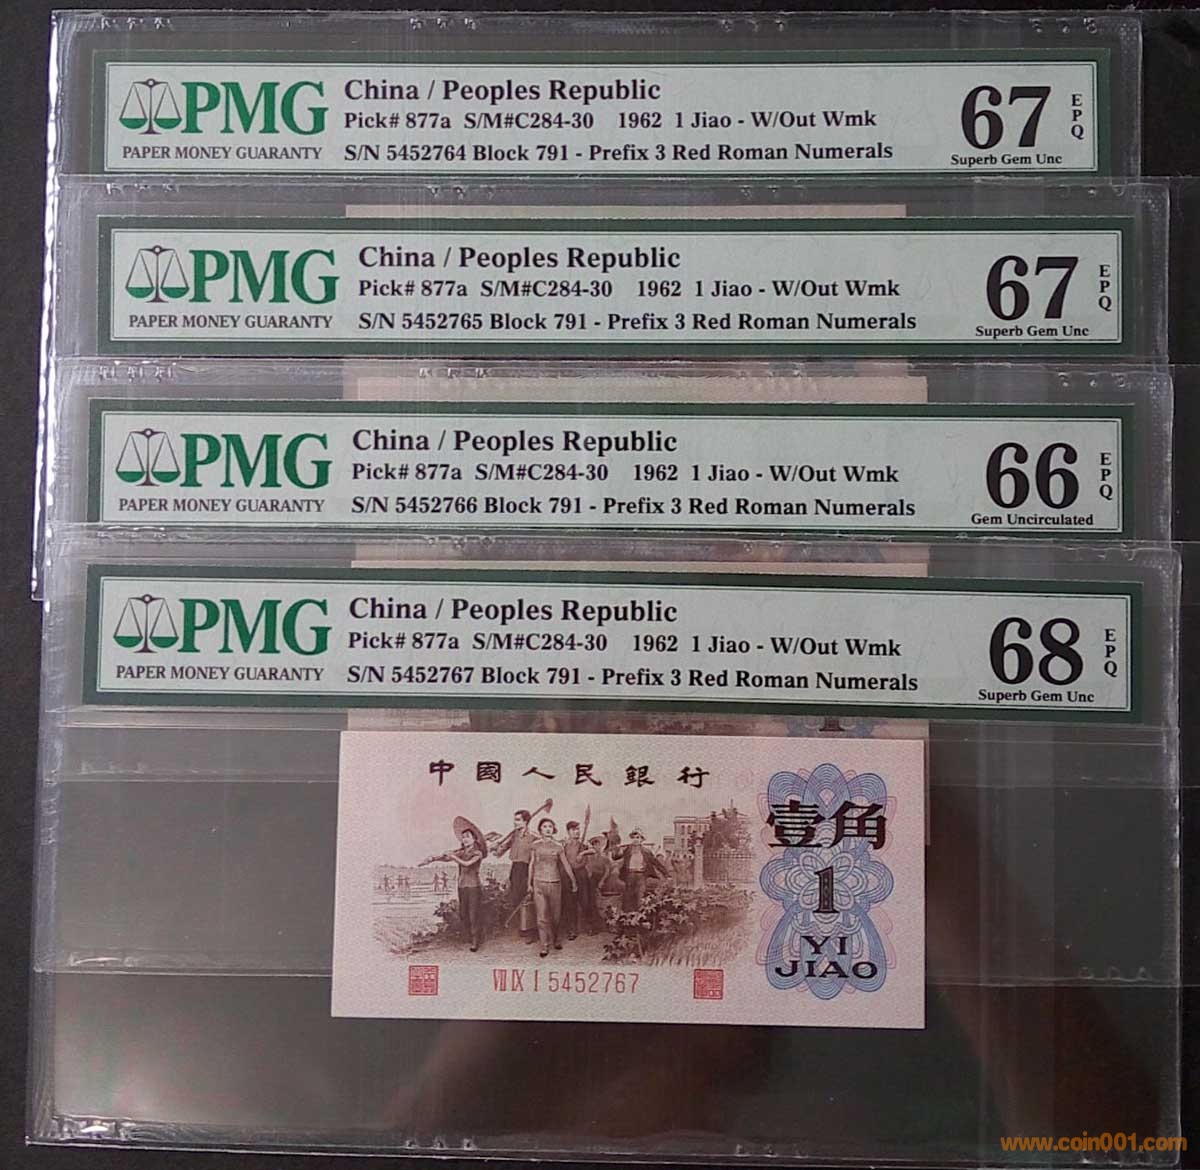 PMG
PAPER MONEY GUARANTY
China / Peoples Republic
Pick# 877a S/M#C284-30 1962 1 Jiao - W/Out Wmk
S/N 5452764 Block 791 - Prefix 3 Red Roman Numerals
67
EPQ
Superb Gem Unc
PMG
PAPER MONEY GUARANTY
China / Peoples Republic
Pick# 877a S/M#C284-30 1962 1 Jiao - W/Out Wmk
S/N 5452765 Block 791 - Prefix 3 Red Roman Numerals
67
EPQ
Superb Gem Unc
PMG
PAPER MONEY GUARANTY
China / Peoples Republic
Pick# 877a S/M#C284-30 1962 1 Jiao - W/Out Wmk
S/N 5452766 Block 791 - Prefix 3 Red Roman Numerals
66
EPQ
Gem Uncirculated
PMG
PAPER MONEY GUARANTY
China / Peoples Republic
Pick# 877a S/M#C284-30 1962 1 Jiao - W/Out Wmk
S/N 5452767 Block 791 - Prefix 3 Red Roman Numerals
68
EPQ
Superb Gem Unc
中國人民銀行
壹角
1
YI
JIAO
VII IX I 5452767
www.coin001.com